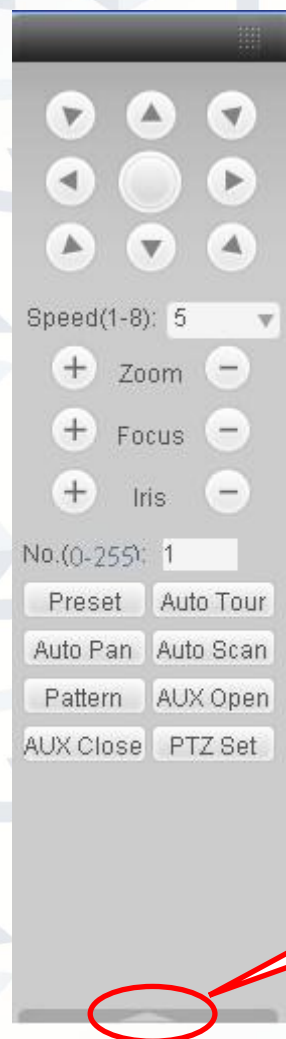 Speed(1-8): 5
+ Zoom −
+ Focus −
+ Iris −
No.(0-255): 1
Preset Auto Tour
Auto Pan Auto Scan
Pattern AUX Open
AUX Close PTZ Set